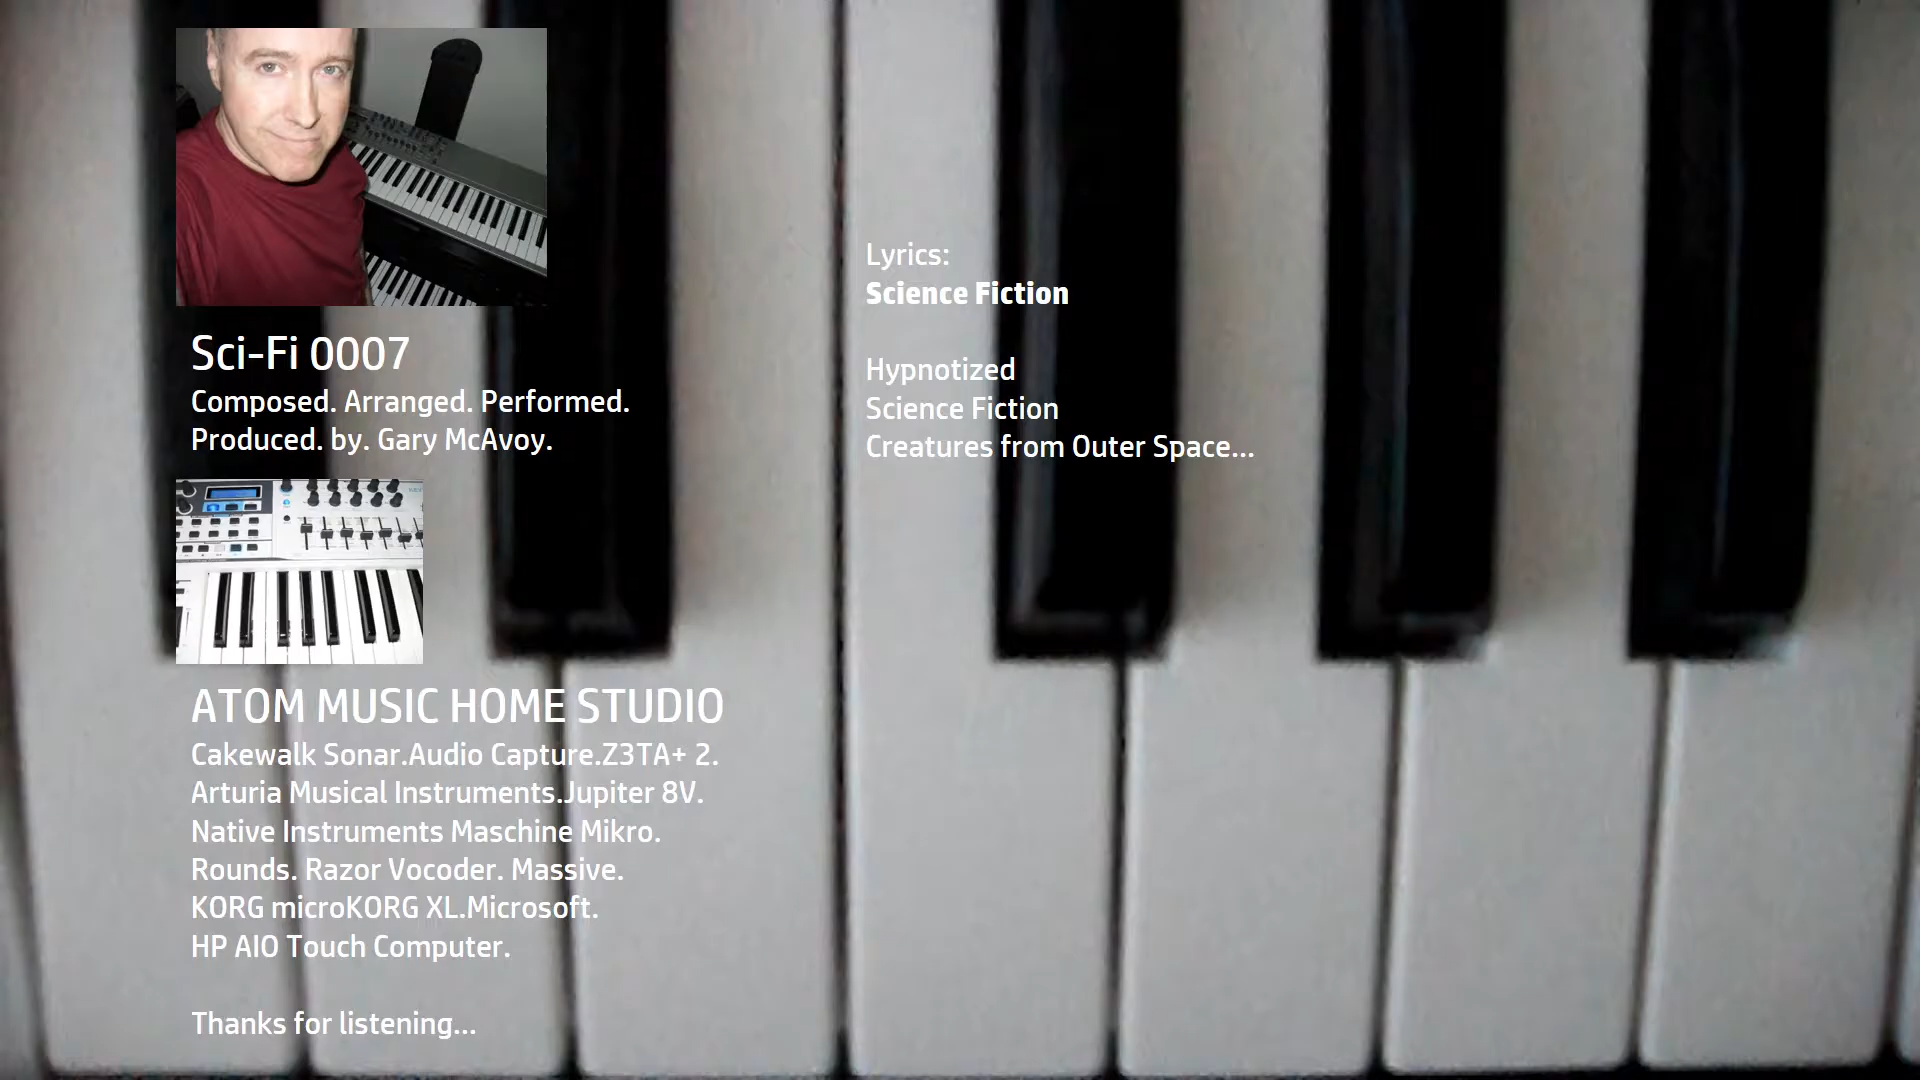 Sci-Fi 0007
Composed. Arranged. Performed.
Produced. by. Gary McAvoy.
ATOM MUSIC HOME STUDIO
Cakewalk Sonar.Audio Capture.Z3TA+ 2.
Arturia Musical Instruments.Jupiter 8V.
Native Instruments Maschine Mikro.
Rounds. Razor Vocoder. Massive.
KORG microKORG XL.Microsoft.
HP AIO Touch Computer.
Thanks for listening...
Lyrics:
Science Fiction
Hypnotized
Science Fiction
Creatures from Outer Space...